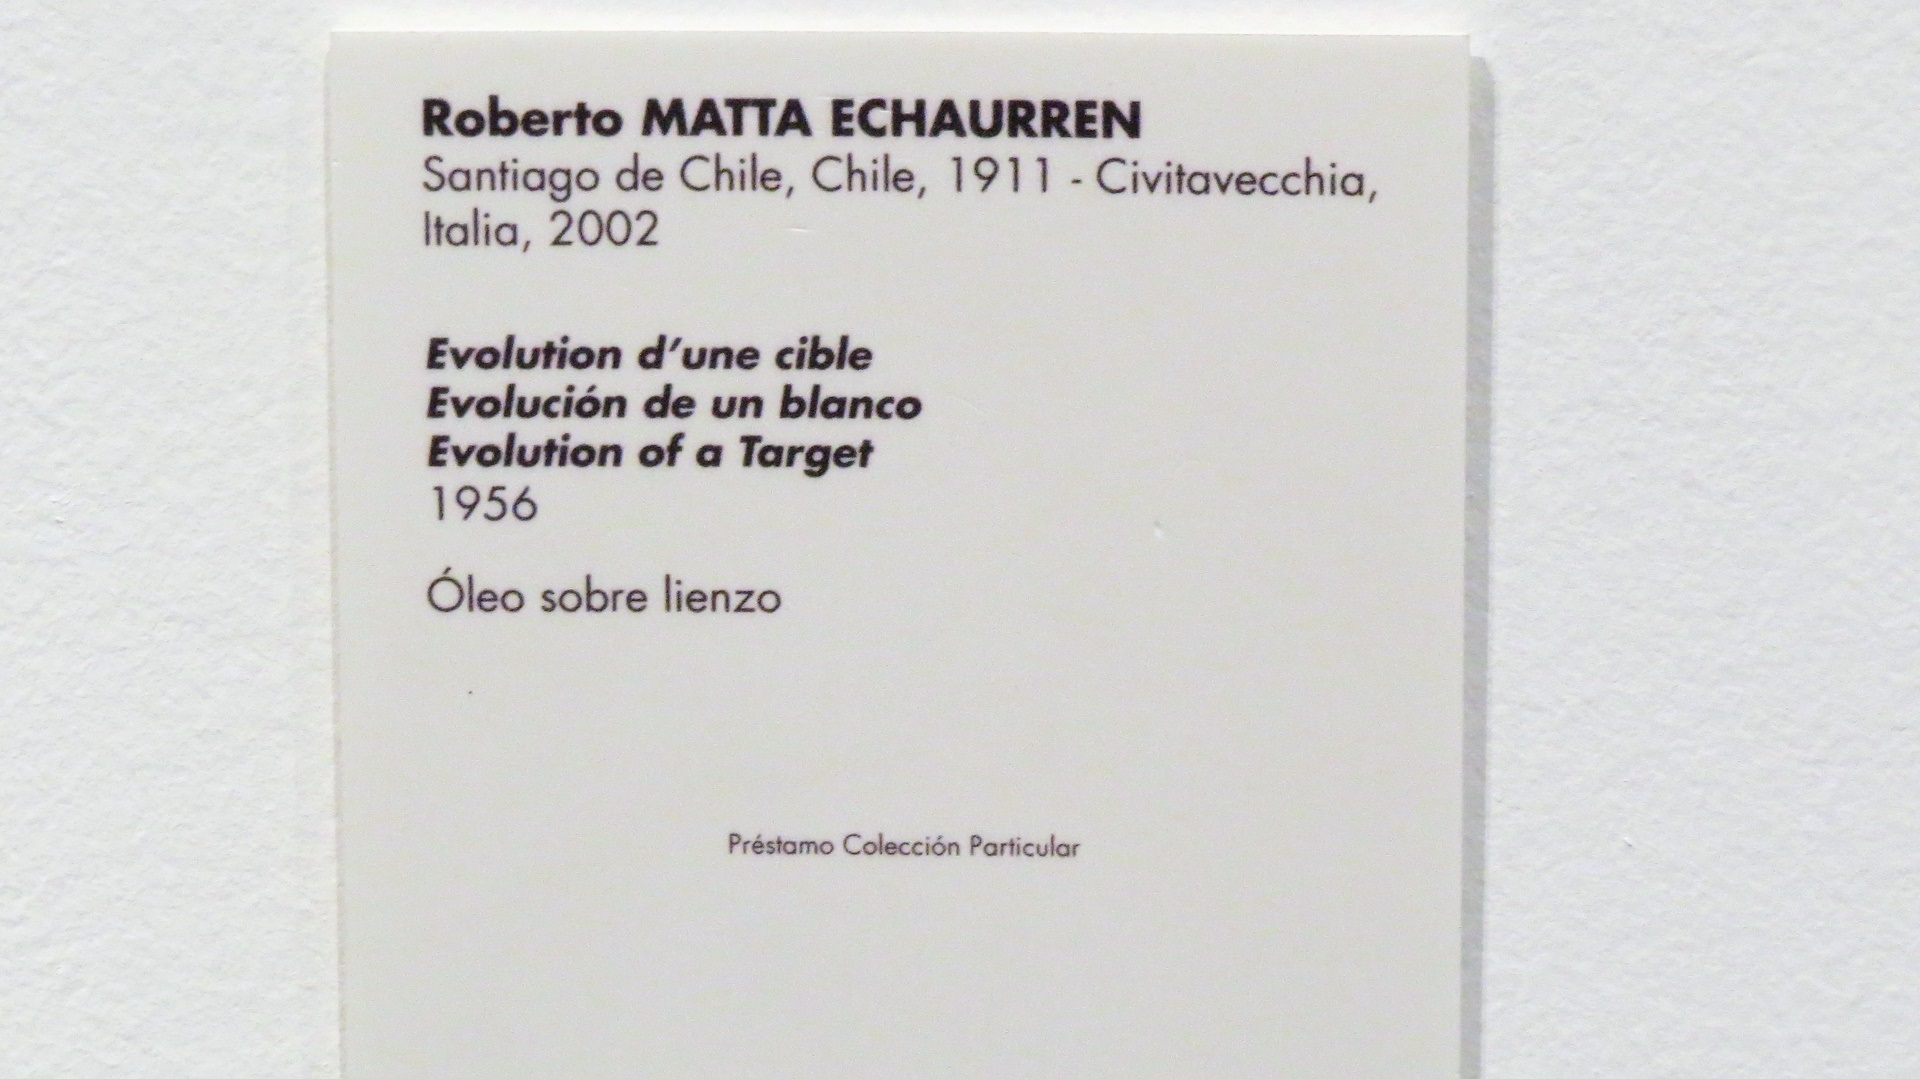 Roberto MATTA ECHAURREN
Santiago de Chile, Chile, 1911 - Civitavecchia,
Italia, 2002
Evolution d'une cible
Evolución de un blanco
Evolution of a Target
1956
Óleo sobre lienzo
Préstamo Colección Particular